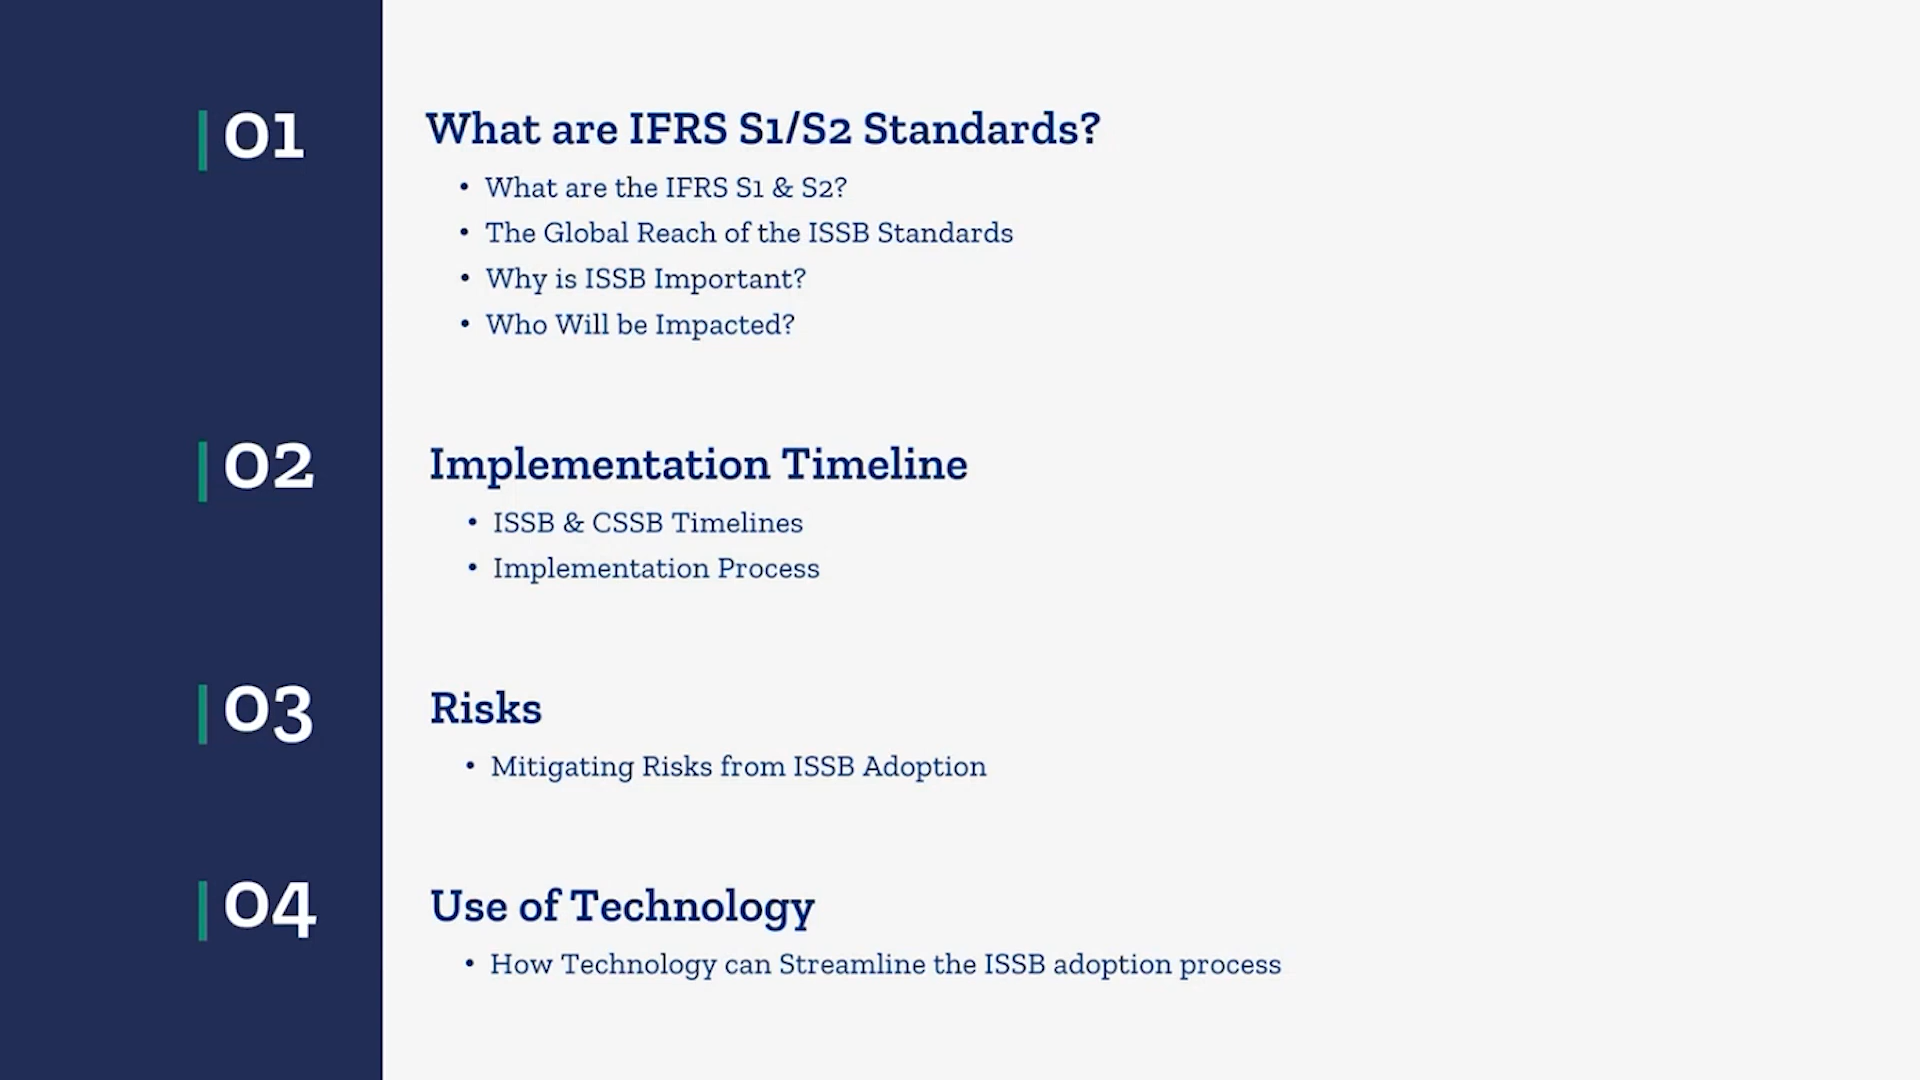 01
What are IFRS S1/S2 Standards?
• What are the IFRS S1 & S2?
• The Global Reach of the ISSB Standards
• Why is ISSB Important?
• Who Will be Impacted?
02
Implementation Timeline
• ISSB & CSSB Timelines
• Implementation Process
03
Risks
• Mitigating Risks from ISSB Adoption
04
Use of Technology
• How Technology can Streamline the ISSB adoption process